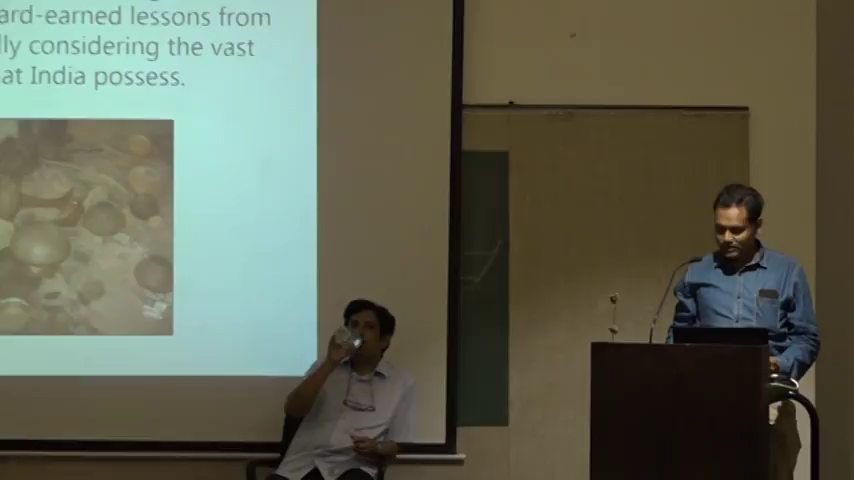 ard-earned lessons from
lly considering the vast
at India possess.